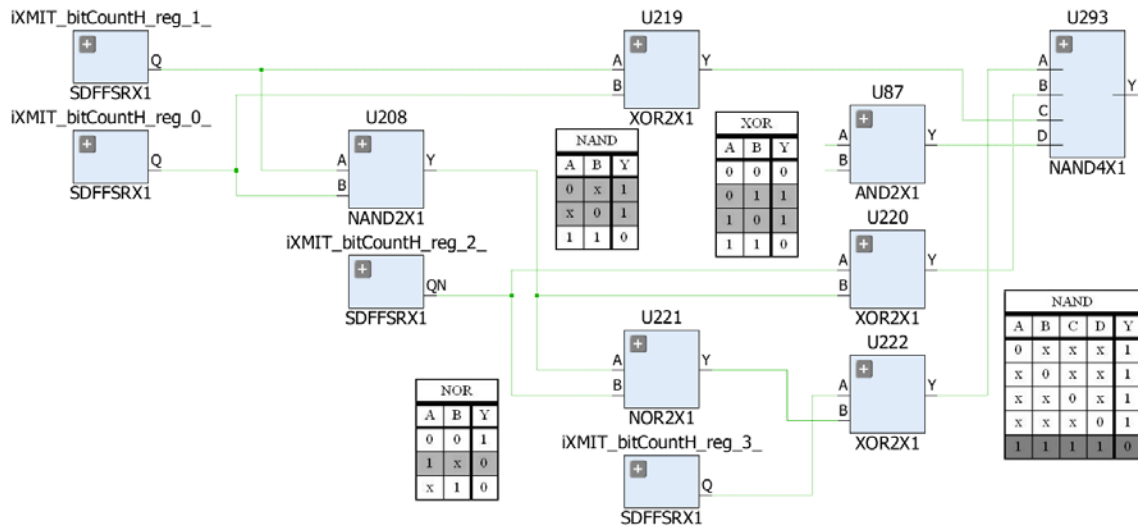 iXMIT_bitCountH_reg_1_
Q
SDFFSRX1
iXMIT_bitCountH_reg_0_
Q
SDFFSRX1
U208
A
B
Y
NAND2X1
iXMIT_bitCountH_reg_2_
QN
SDFFSRX1
U219
A
B
Y
XOR2X1
NAND
A B Y
0 x 1
x 0 1
1 1 0
XOR
A B Y
0 0 0
0 1 1
1 0 1
1 1 0
U87
A
B
Y
AND2X1
U293
A
B
C
D
Y
NAND4X1
U220
A
B
Y
XOR2X1
U221
A
B
Y
NOR2X1
U222
A
B
Y
XOR2X1
iXMIT_bitCountH_reg_3_
Q
SDFFSRX1
NOR
A B Y
0 0 1
1 x 0
x 1 0
NAND
A B C D Y
0 x x x 1
x 0 x x 1
x x 0 x 1
x x x 0 1
1 1 1 1 0